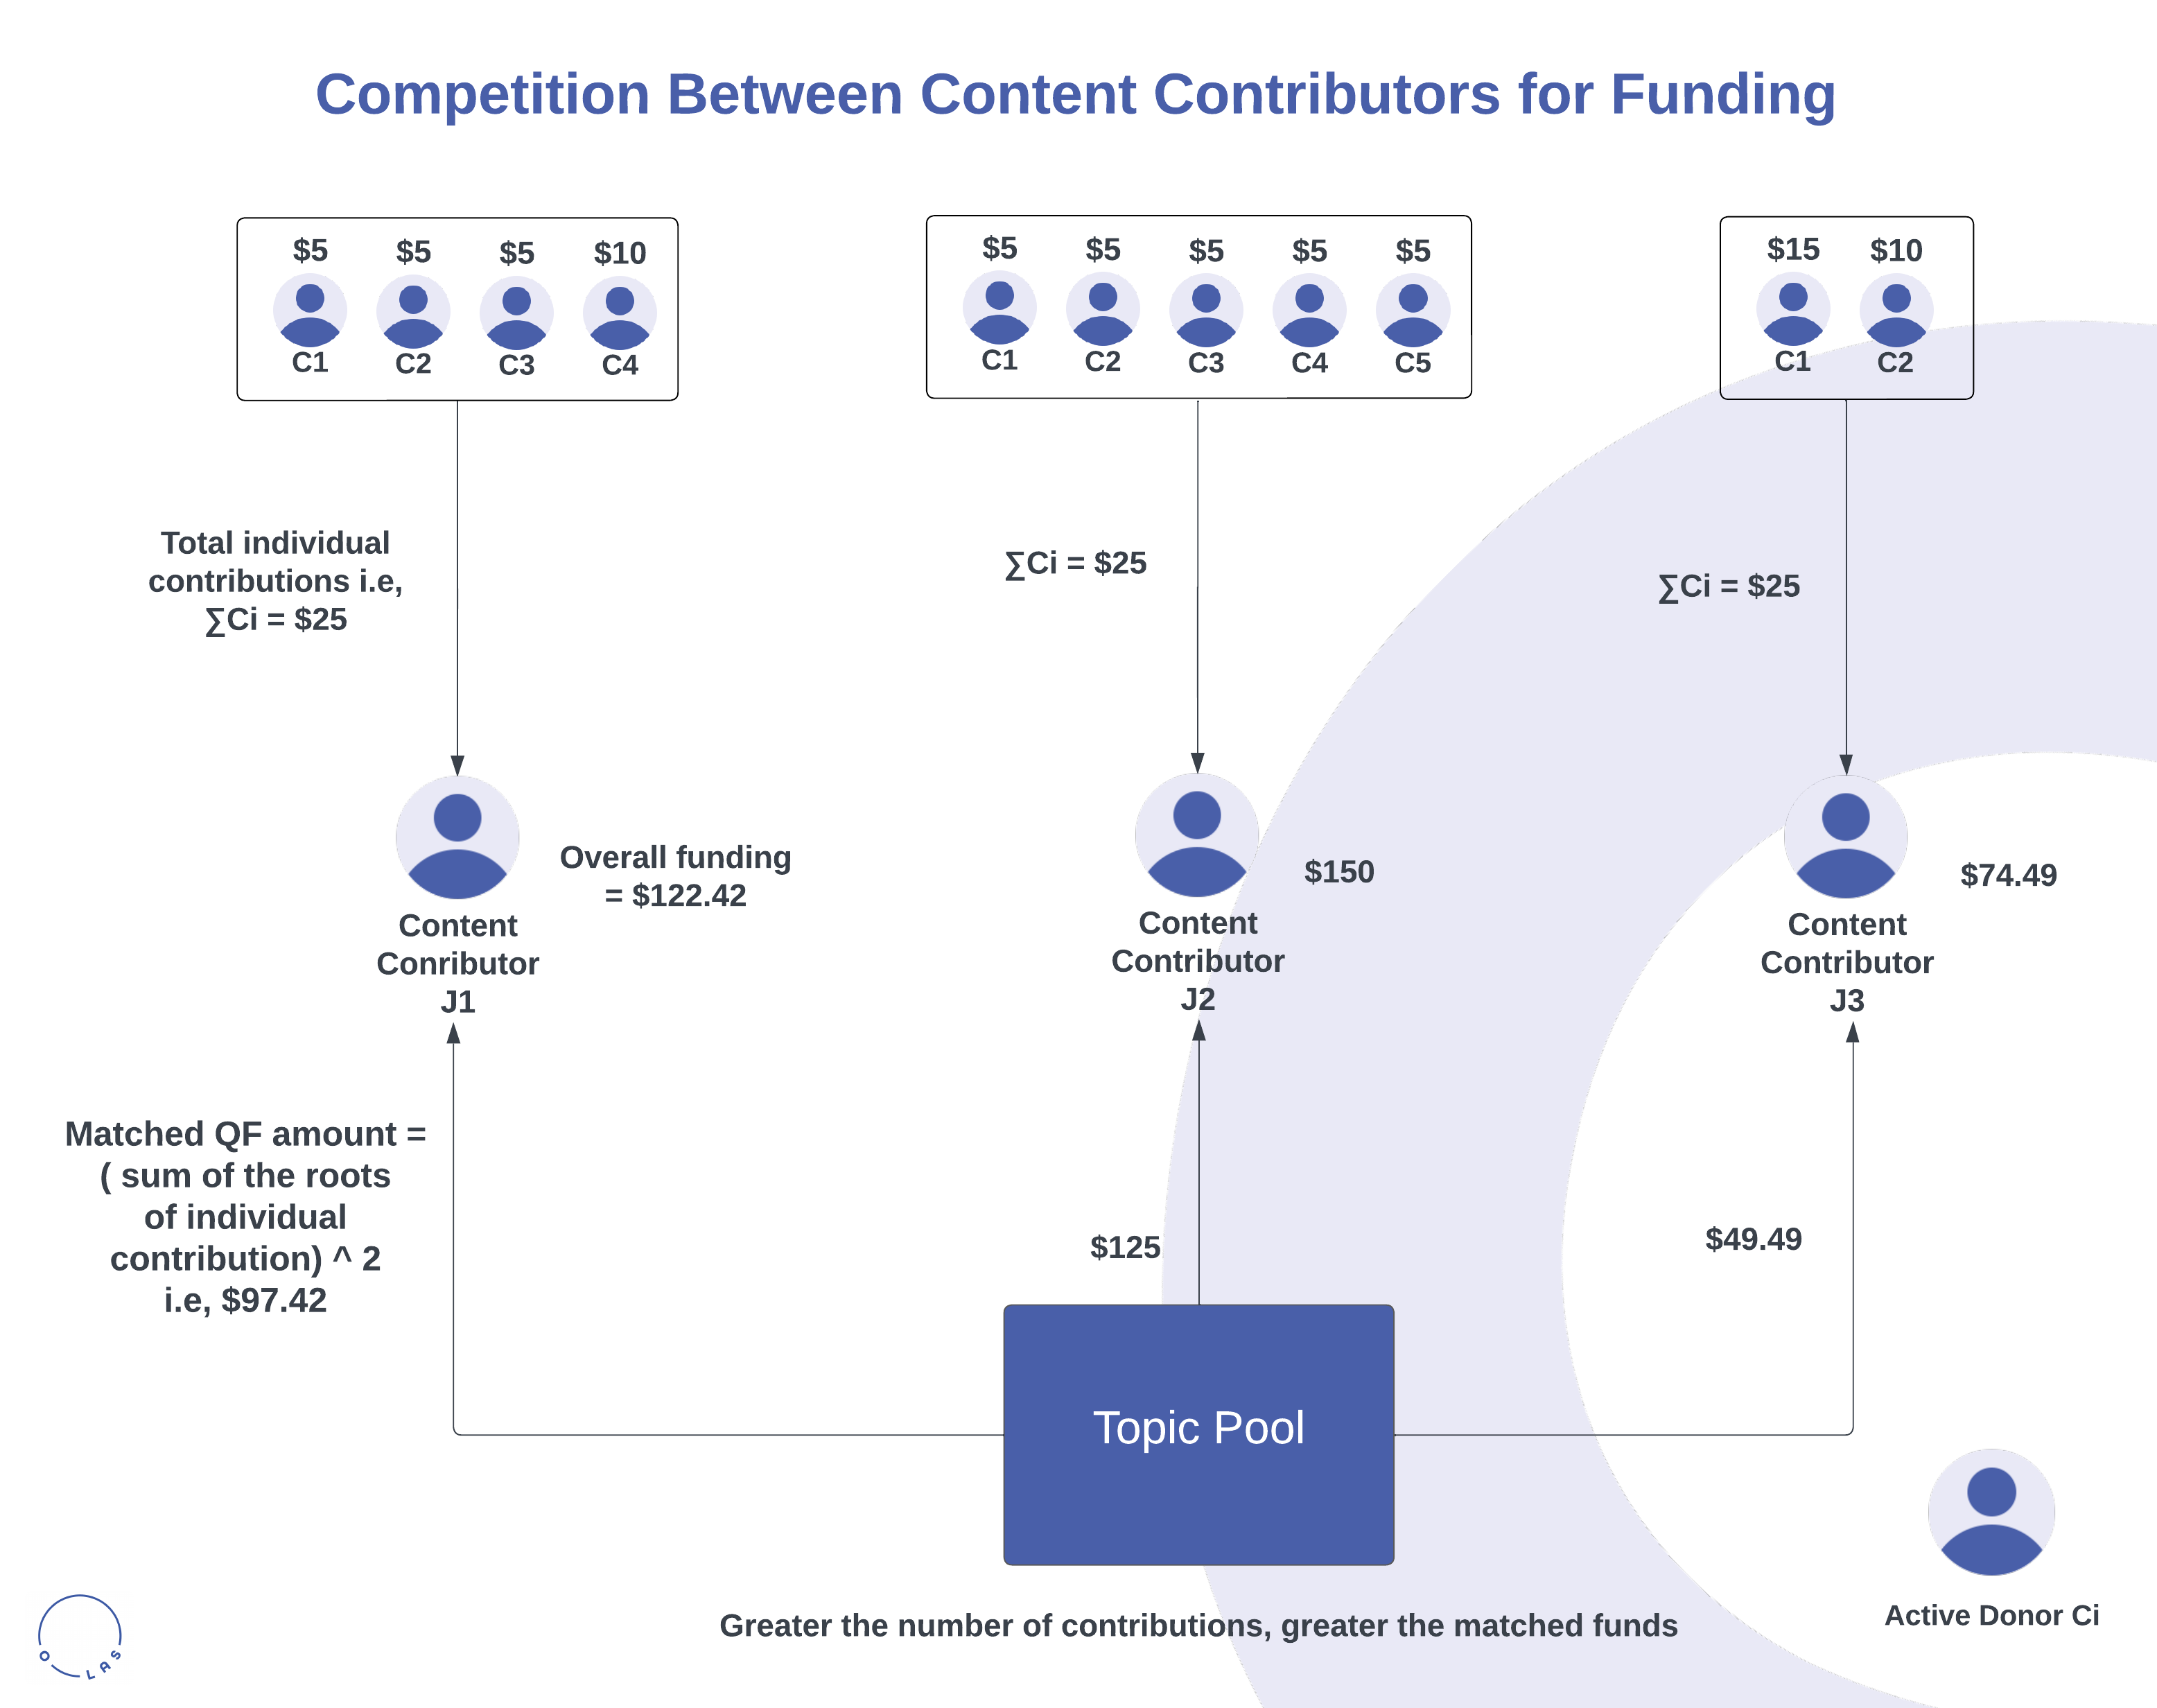 Competition Between Content Contributors for Funding
$5 $5 $5 $10
C1 C2 C3 C4
$5 $5 $5 $5 $5
C1 C2 C3 C4 C5
$15 $10
C1 C2
Total individual
contributions i.e,
∑Ci = $25
∑Ci = $25
∑Ci = $25
Overall funding
= $122.42
Content
Conributor
J1
$150
Content
Contributor
J2
$74.49
Content
Contributor
J3
Matched QF amount =
( sum of the roots
of individual
contribution) ^ 2
i.e, $97.42
$125
$49.49
Topic Pool
Active Donor Ci
Greater the number of contributions, greater the matched funds
O LAS